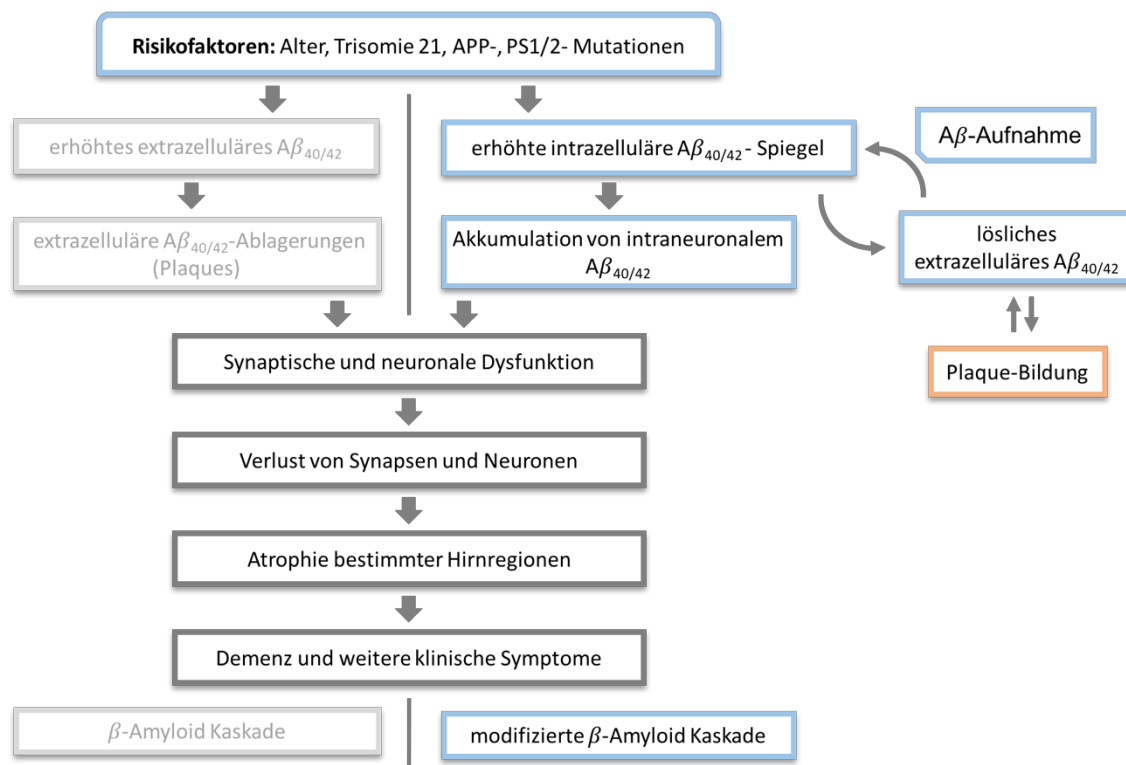 Risikofaktoren: Alter, Trisomie 21, APP-, PS1/2- Mutationen
erhöhtes extrazelluläres Aβ40/42
erhöhte intrazelluläre Aβ40/42 - Spiegel
Aβ-Aufnahme
extrazelluläre Aβ40/42-Ablagerungen
(Plaques)
Akkumulation von intraneuronalem
Aβ40/42
lösliches
extrazelluläres Aβ40/42
Synaptische und neuronale Dysfunktion
Plaque-Bildung
Verlust von Synapsen und Neuronen
Atrophie bestimmter Hirnregionen
Demenz und weitere klinische Symptome
β-Amyloid Kaskade
modifizierte β-Amyloid Kaskade